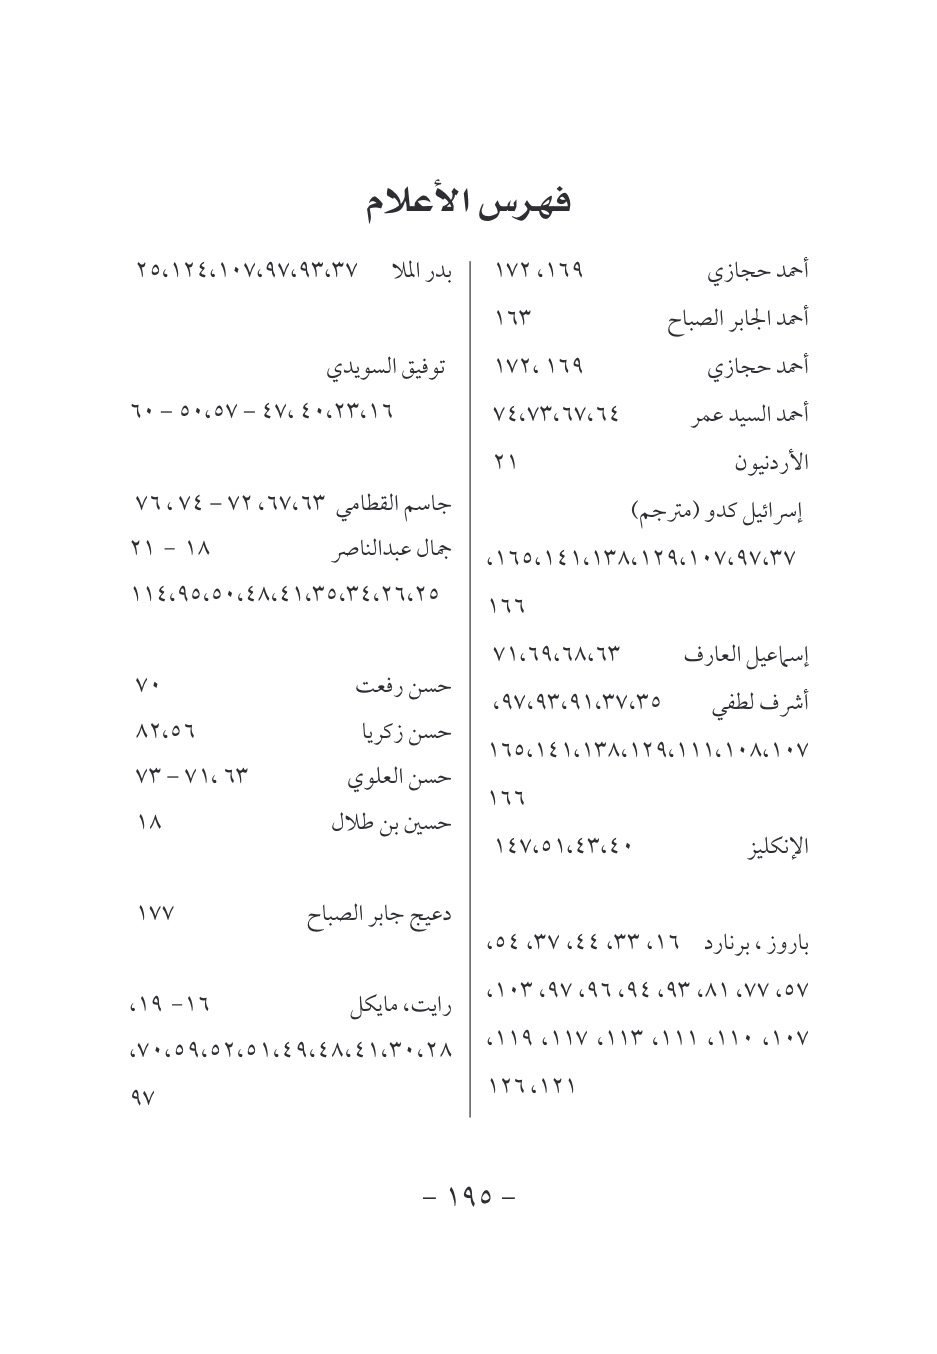 فهرس الأعلام
أحمد حجازي ١٦٩، ١٧٢
أحمد الجابر الصباح ١٦٣
أحمد حجازي ١٦٩، ١٧٢
أحمد السيد عمر ٦٤،٦٧،٧٣،٧٤
الأردنيون ٢١
إسرائيل كدو (مترجم)
٣٧،٩٧،١٠٧،١٢٩،١٣٨،١٤١،١٦٥،
١٦٦
إسماعيل العارف ٦٣،٦٨،٦٩،٧١
أشرف لطفي ٣٥،٣٧،٩١،٩٣،٩٧،
١٠٧،١٠٨،١١١،١٢٩،١٣٨،١٤١،١٦٥
١٦٦
الإنكليز ٤٠،٤٣،٥١،١٤٧
باروز ، برنارد ١٦، ٣٣، ٤٤، ٣٧، ٥٤،
٥٧، ٧٧، ٨١، ٩٣، ٩٤، ٩٦، ٩٧، ١٠٣،
١٠٧، ١١٠، ١١١، ١١٣، ١١٧، ١١٩،
١٢١، ١٢٦
بدر الملا ٣٧،٩٣،٩٧،١٠٧،١٢٤،٢٥
توفيق السويدي
١٦،٢٣،٤٠، ٤٧ – ٥٠،٥٧ – ٦٠
جاسم القطامي ٦٣،٦٧، ٧٢ – ٧٤، ٧٦
جمال عبدالناصر ١٨ – ٢١
٢٥،٢٦،٣٤،٣٥،٤١،٤٨،٥٠،٩٥،١١٤
حسن رفعت ٧٠
حسن زكريا ٥٦،٨٢
حسن العلوي ٦٣، ٧١ – ٧٣
حسين بن طلال ١٨
دعيج جابر الصباح ١٧٧
رايت، مايكل ١٦– ١٩،
٢٨،٣٠،٤١،٤٨،٤٩،٥١،٥٢،٥٩،٧٠،
٩٧
– ١٩٥ –